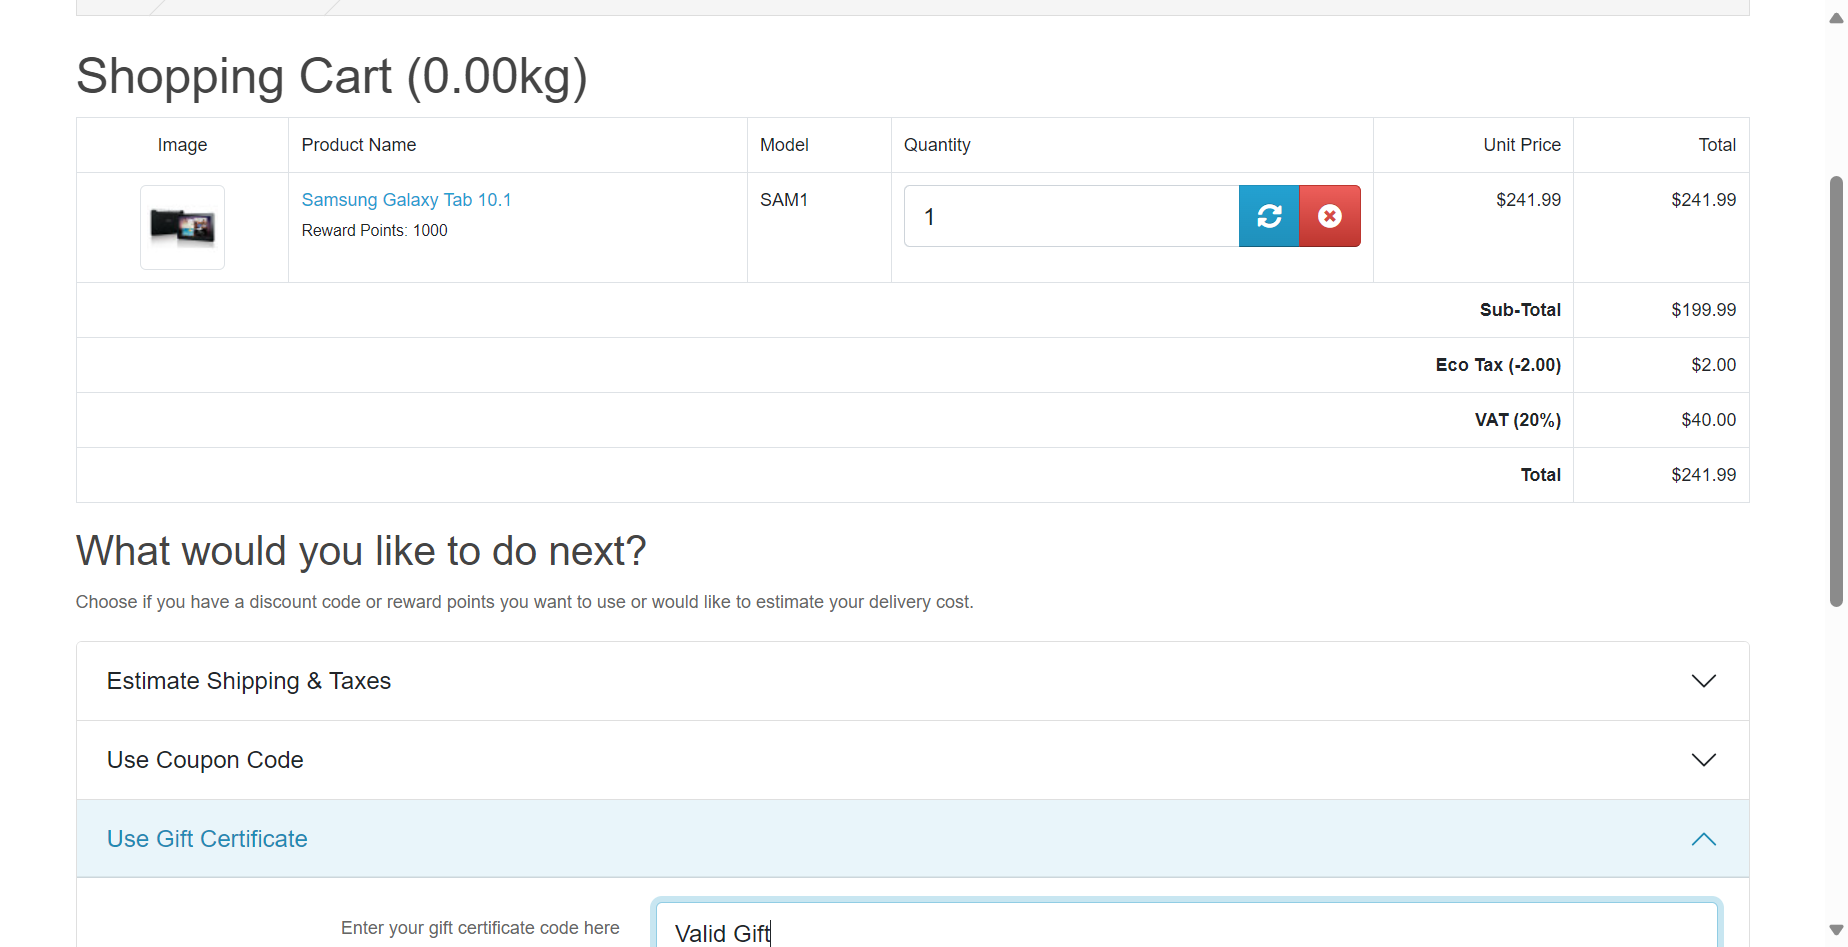 Shopping Cart (0.00kg)
Image Product Name Model Quantity Unit Price Total
Samsung Galaxy Tab 10.1 SAM1 1 $241.99 $241.99
Reward Points: 1000
Sub-Total $199.99
Eco Tax (-2.00) $2.00
VAT (20%) $40.00
Total $241.99
What would you like to do next?
Choose if you have a discount code or reward points you want to use or would like to estimate your delivery cost.
Estimate Shipping & Taxes
Use Coupon Code
Use Gift Certificate
Enter your gift certificate code here Valid Gift